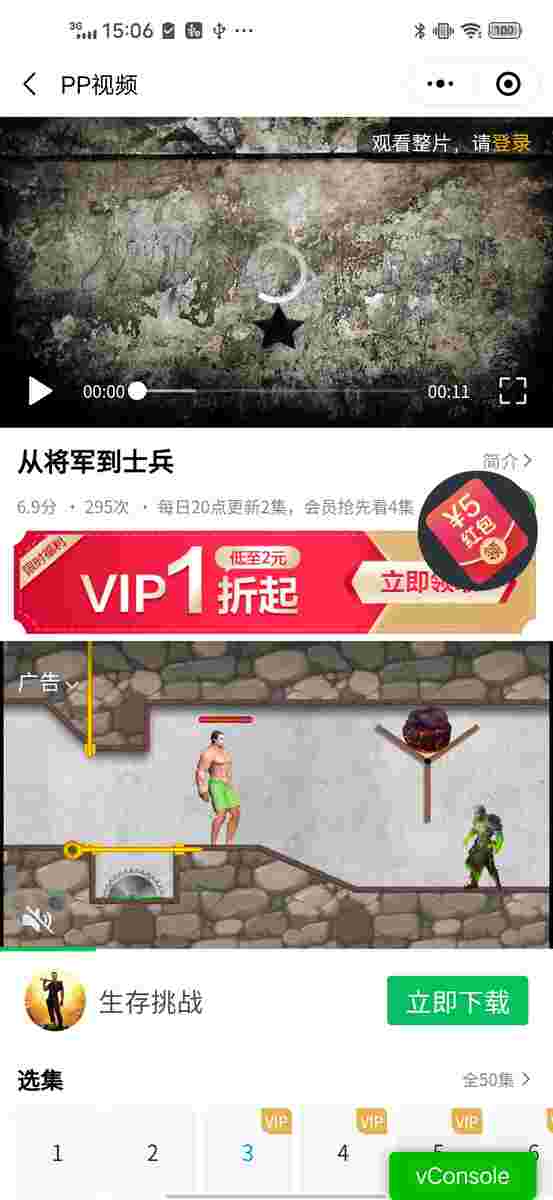 3G 15:06 100
PP视频
观看整片，请登录
00:00 00:11
从将军到士兵 简介
6.9分 · 295次 · 每日20点更新2集，会员抢先看4集
¥5
红包
领
限时福利
低至2元
VIP1折起
立即领
广告
生存挑战 立即下载
选集 全50集
VIP VIP VIP
1 2 3 4 5 6
vConsole